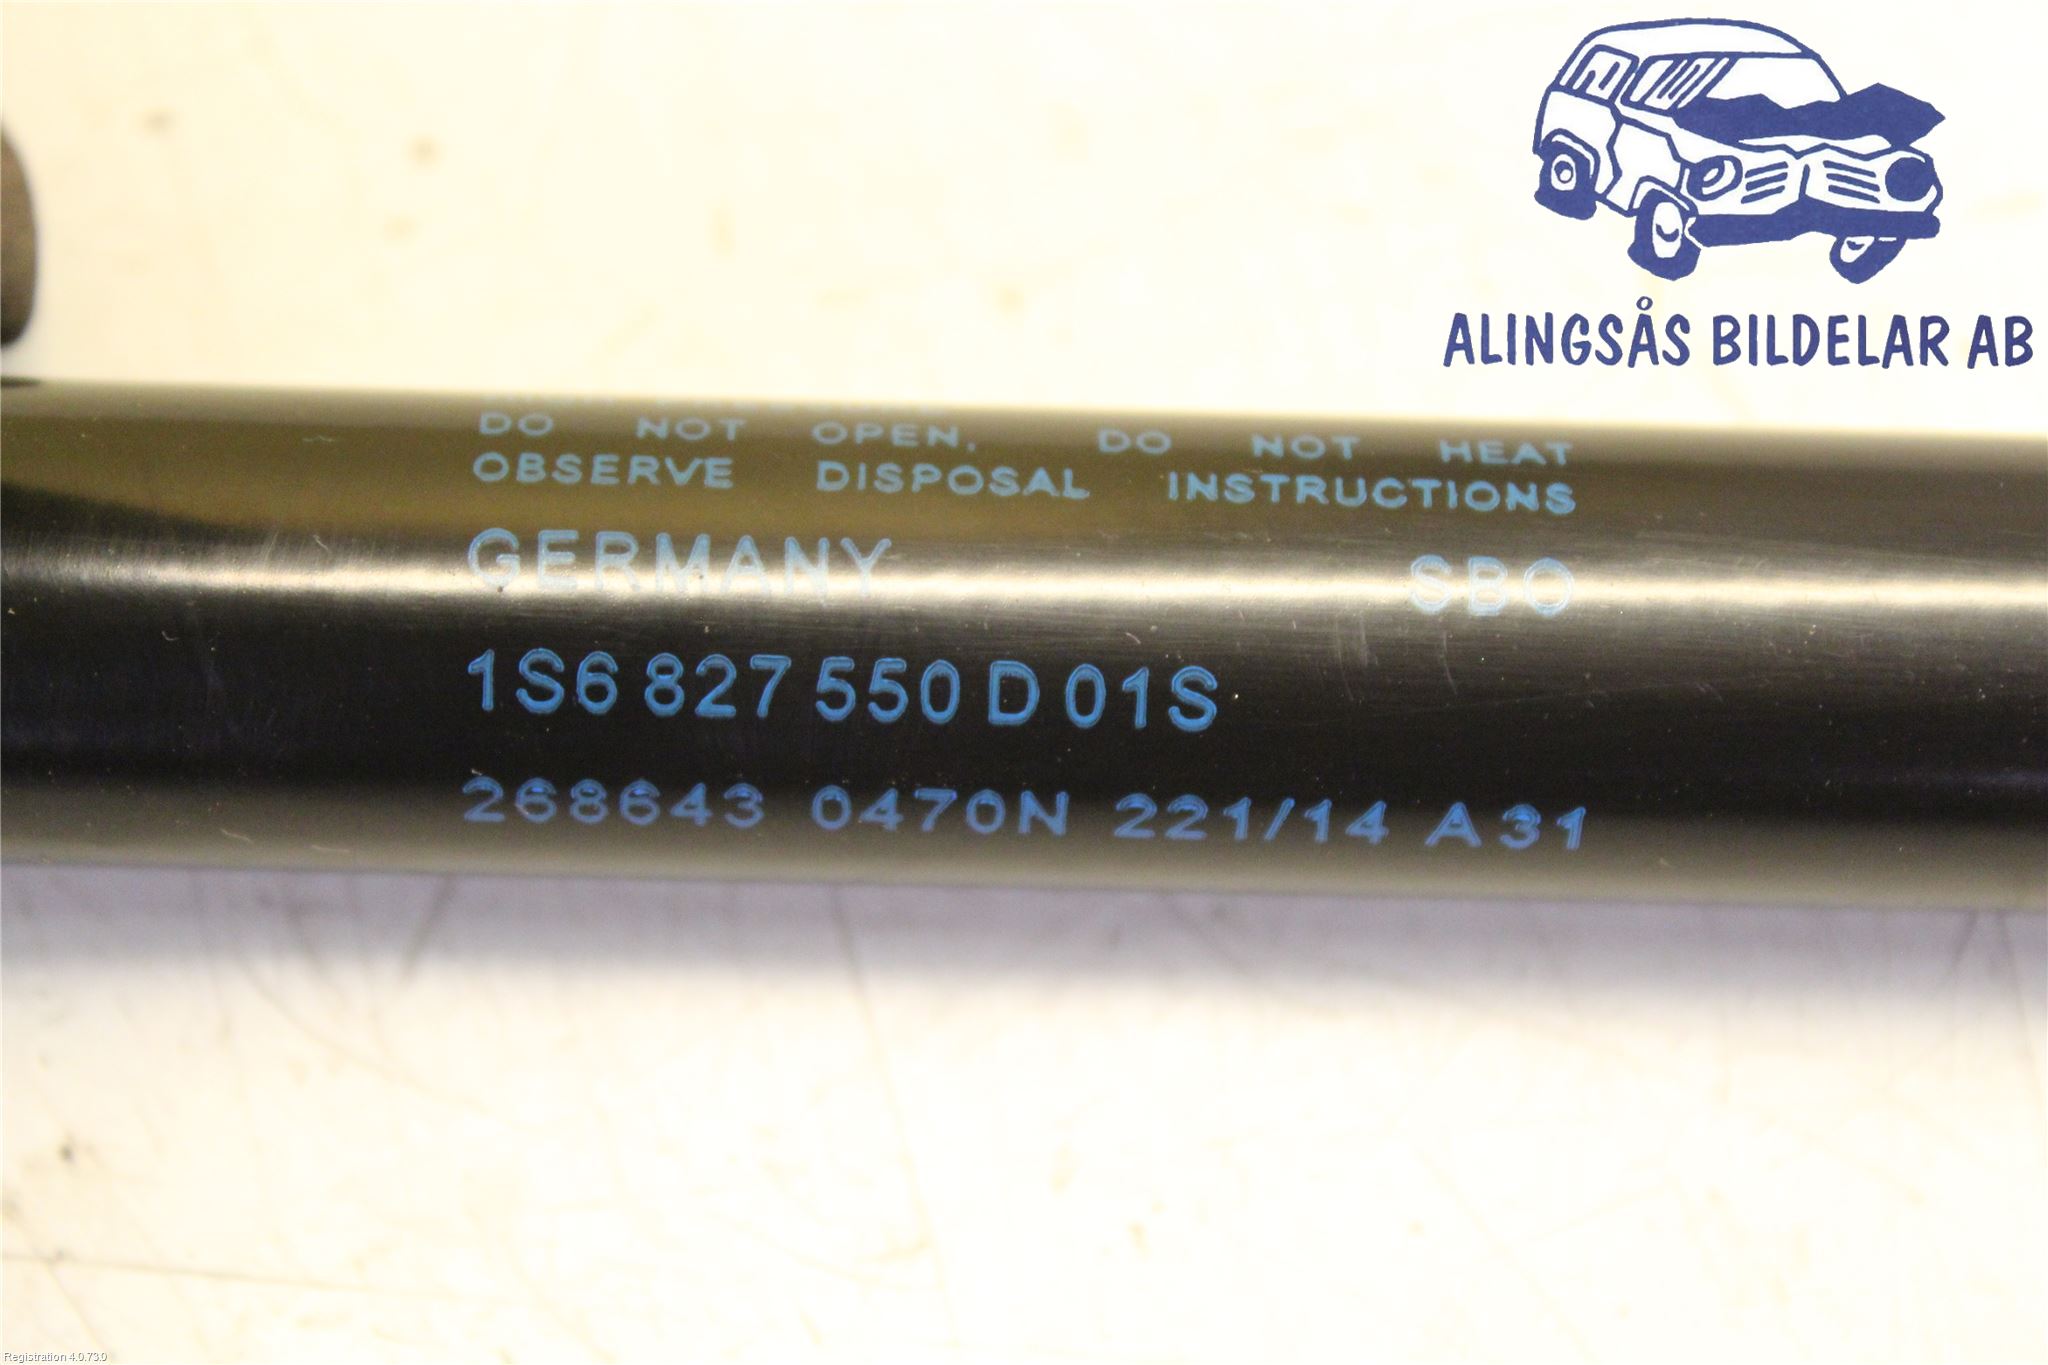 ALINGSÅS BILDELAR AB
DO NOT OPEN. DO NOT HEAT
OBSERVE DISPOSAL INSTRUCTIONS
GERMANY SBO
1S6 827 550 D 01S
268643 0470N 221/14 A31
Registration 4.0.73.0